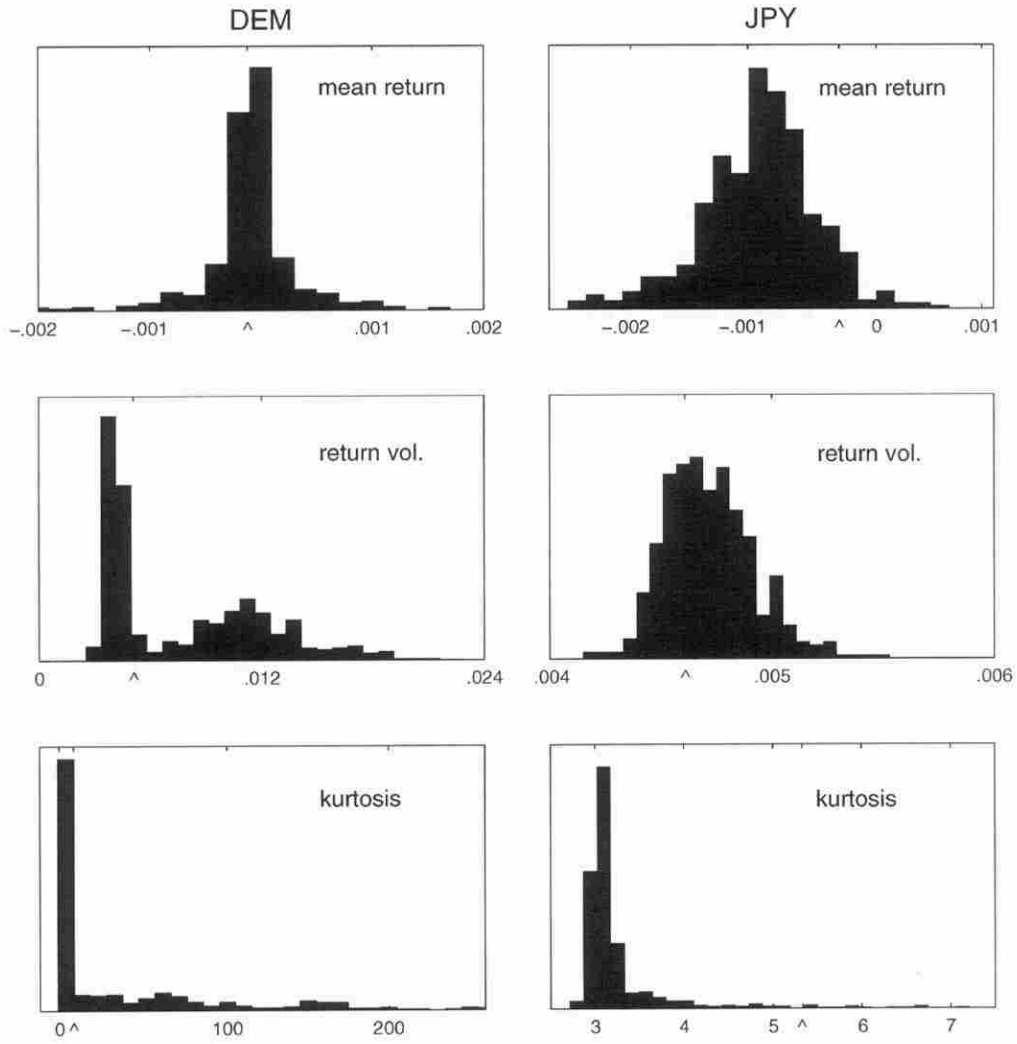 DEM JPY
mean return mean return
−.002 −.001 ^ .001 .002 −.002 −.001 ^ 0 .001
return vol. return vol.
0 ^ .012 .024 .004 ^ .005 .006
kurtosis kurtosis
0 ^ 100 200 3 4 5 ^ 6 7